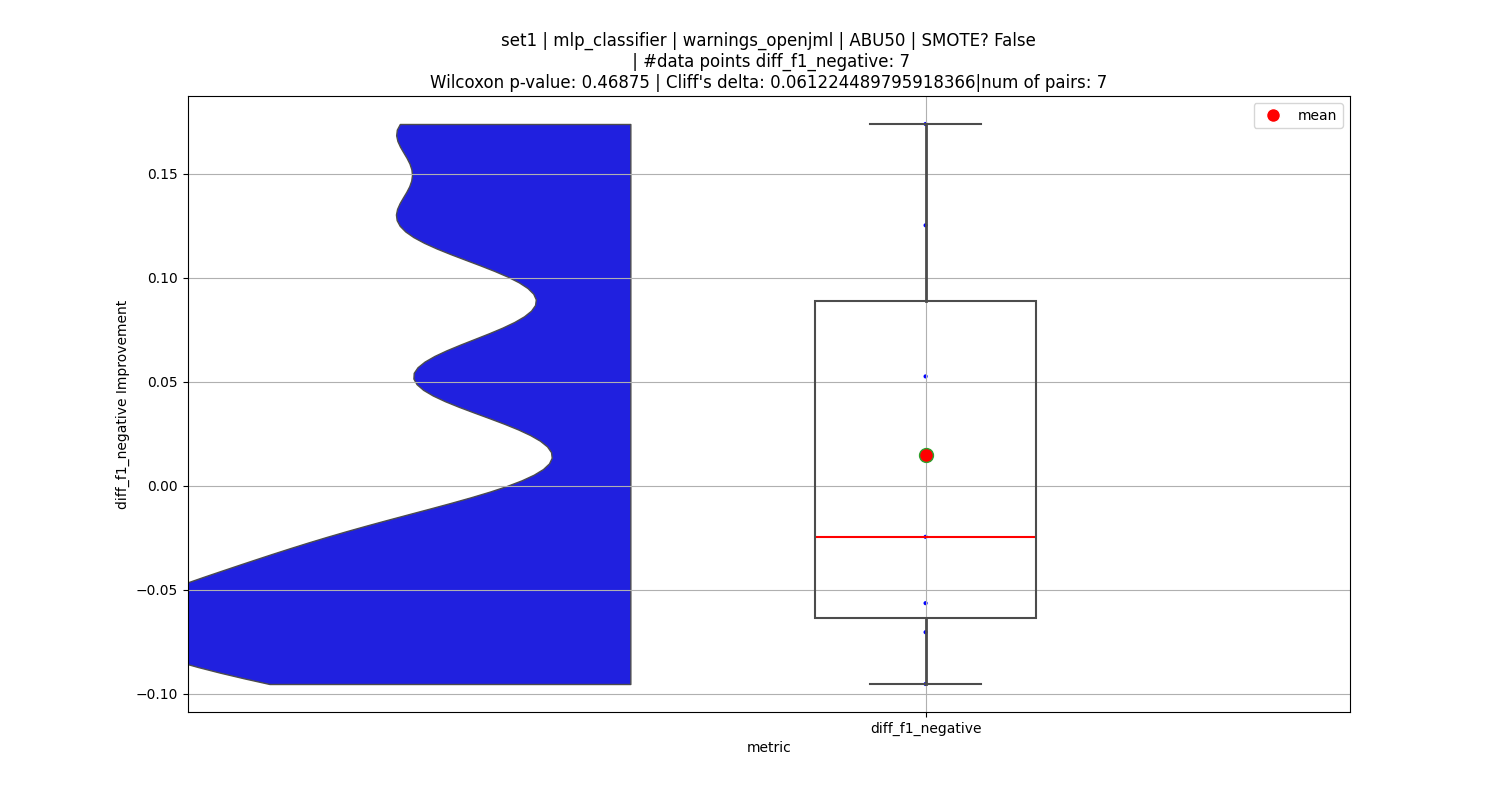 set1 | mlp_classifier | warnings_openjml | ABU50 | SMOTE? False
| #data points diff_f1_negative: 7
Wilcoxon p-value: 0.46875 | Cliff's delta: 0.061224489795918366|num of pairs: 7
mean
0.15
0.10
0.05
0.00
−0.05
−0.10
diff_f1_negative Improvement
diff_f1_negative
metric